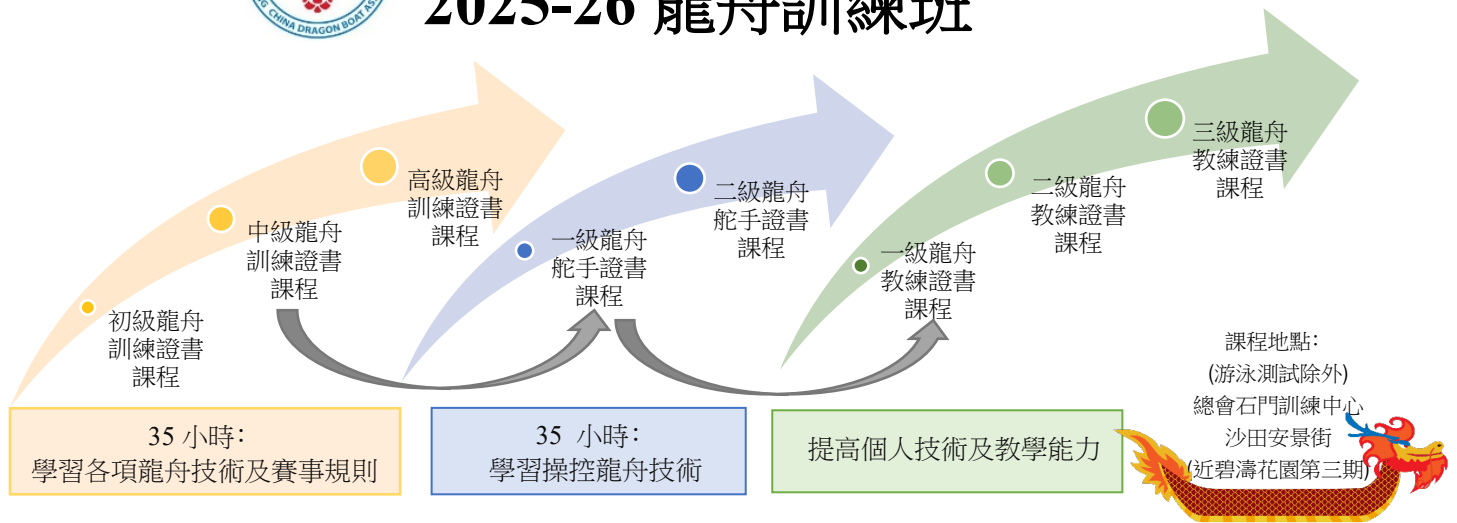 CHINA DRAGON BOAT
2025-26 龍舟訓練班
初級龍舟
訓練證書
課程
中級龍舟
訓練證書
課程
高級龍舟
訓練證書
課程
一級龍舟
舵手證書
課程
二級龍舟
舵手證書
課程
一級龍舟
教練證書
課程
二級龍舟
教練證書
課程
三級龍舟
教練證書
課程
35 小時：
學習各項龍舟技術及賽事規則
35 小時：
學習操控龍舟技術
提高個人技術及教學能力
課程地點：
(游泳測試除外)
總會石門訓練中心
沙田安景街
(近碧濤花園第三期)